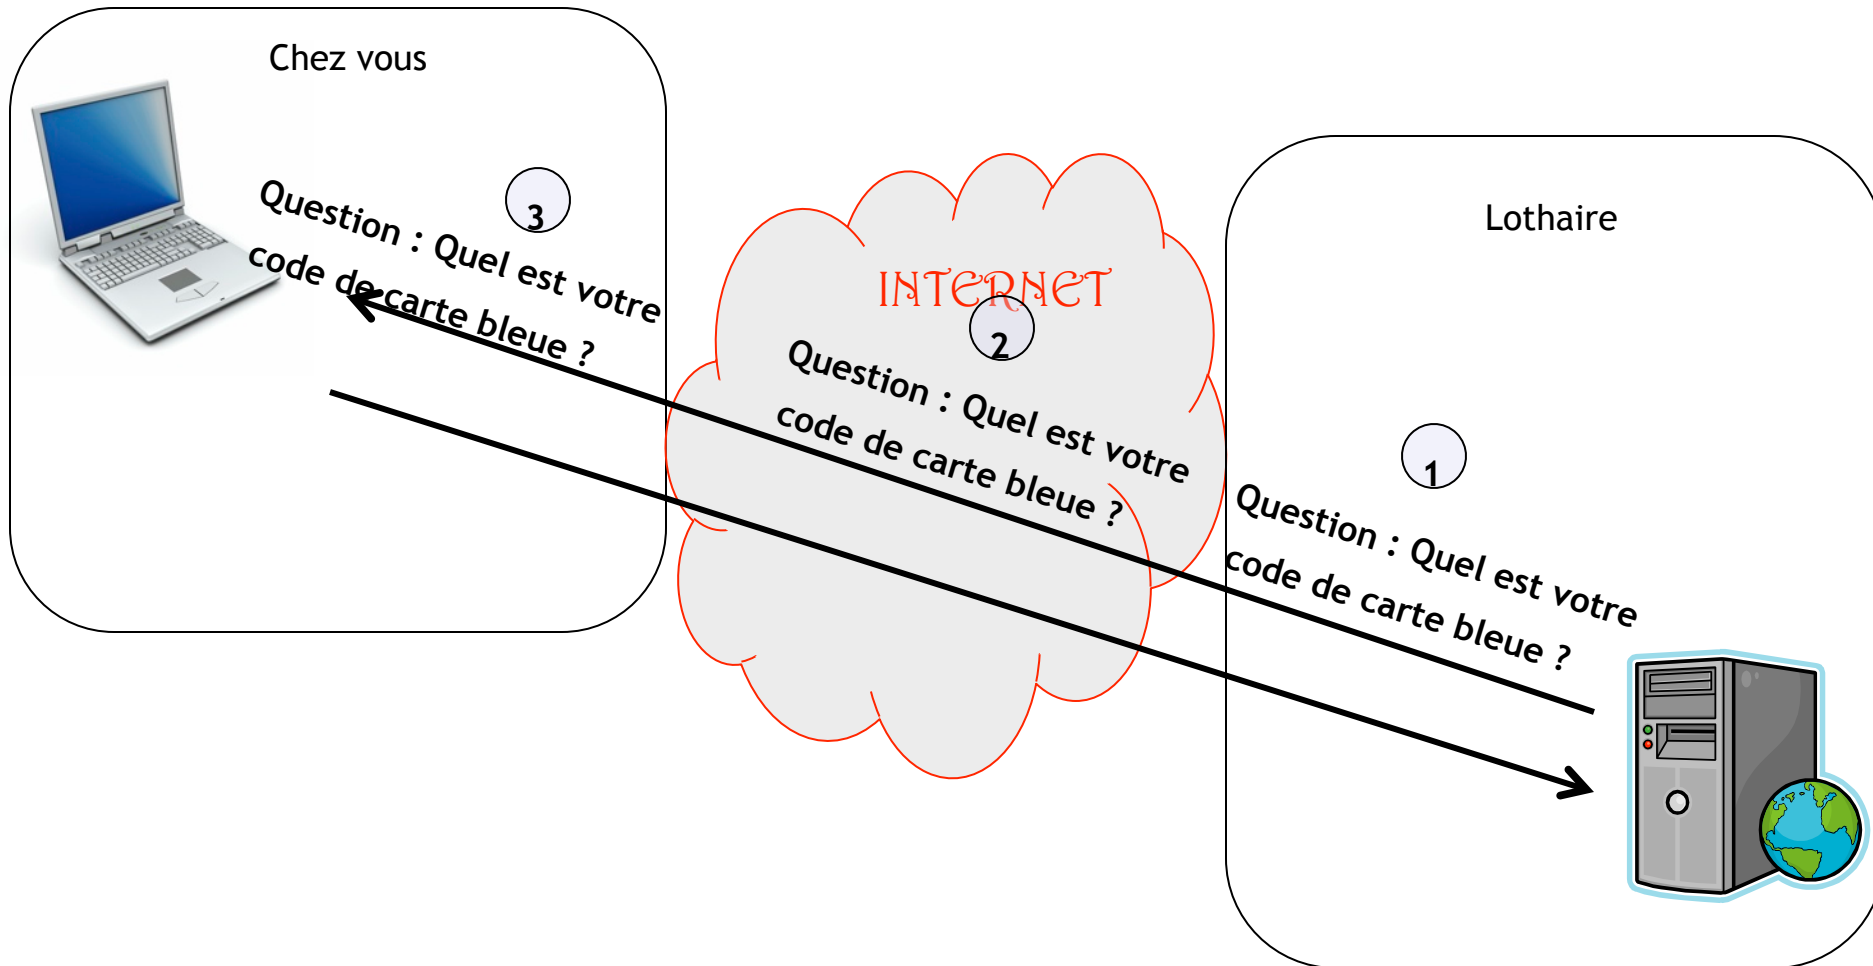 Chez vous
3
Question : Quel est votre
code de carte bleue ?
INTERNET
2
Question : Quel est votre
code de carte bleue ?
Lothaire
1
Question : Quel est votre
code de carte bleue ?